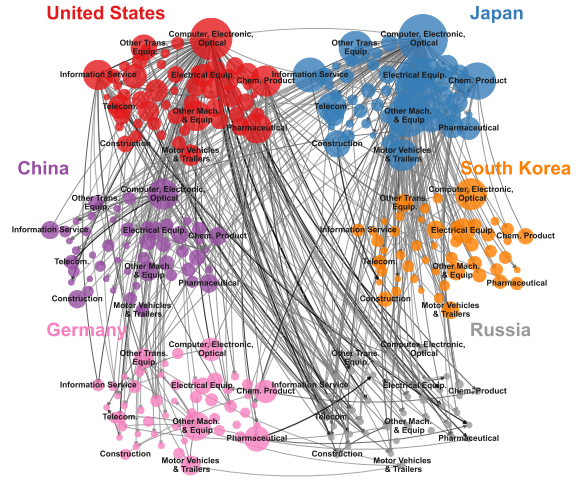 United States
Japan
Computer, Electronic,
Optical
Other Trans.
Equip.
Information Service
Electrical Equip.
Chem. Product
Telecom.
Other Mach.
& Equip
Pharmaceutical
Construction
Motor Vehicles
& Trailers
Computer, Electronic,
Optical
Other Trans.
Equip.
Information Service
Electrical Equip.
Chem. Product
Telecom.
Other Mach.
& Equip
Pharmaceutical
Construction
Motor Vehicles
& Trailers
China
South Korea
Computer, Electronic,
Optical
Other Trans.
Equip.
Information Service
Electrical Equip.
Chem. Product
Telecom.
Other Mach.
& Equip
Pharmaceutical
Construction
Motor Vehicles
& Trailers
Computer, Electronic,
Optical
Other Trans.
Equip.
Information Service
Electrical Equip.
Chem. Product
Telecom.
Other Mach.
& Equip
Pharmaceutical
Construction
Motor Vehicles
& Trailers
Germany
Russia
Computer, Electronic,
Optical
Other Trans.
Equip.
Information Service
Electrical Equip.
Chem. Product
Telecom.
Other Mach.
& Equip
Pharmaceutical
Construction
Motor Vehicles
& Trailers
Computer, Electronic,
Optical
Other Trans.
Equip.
Information Service
Electrical Equip.
Chem. Product
Telecom.
Other Mach.
& Equip
Pharmaceutical
Construction
Motor Vehicles
& Trailers